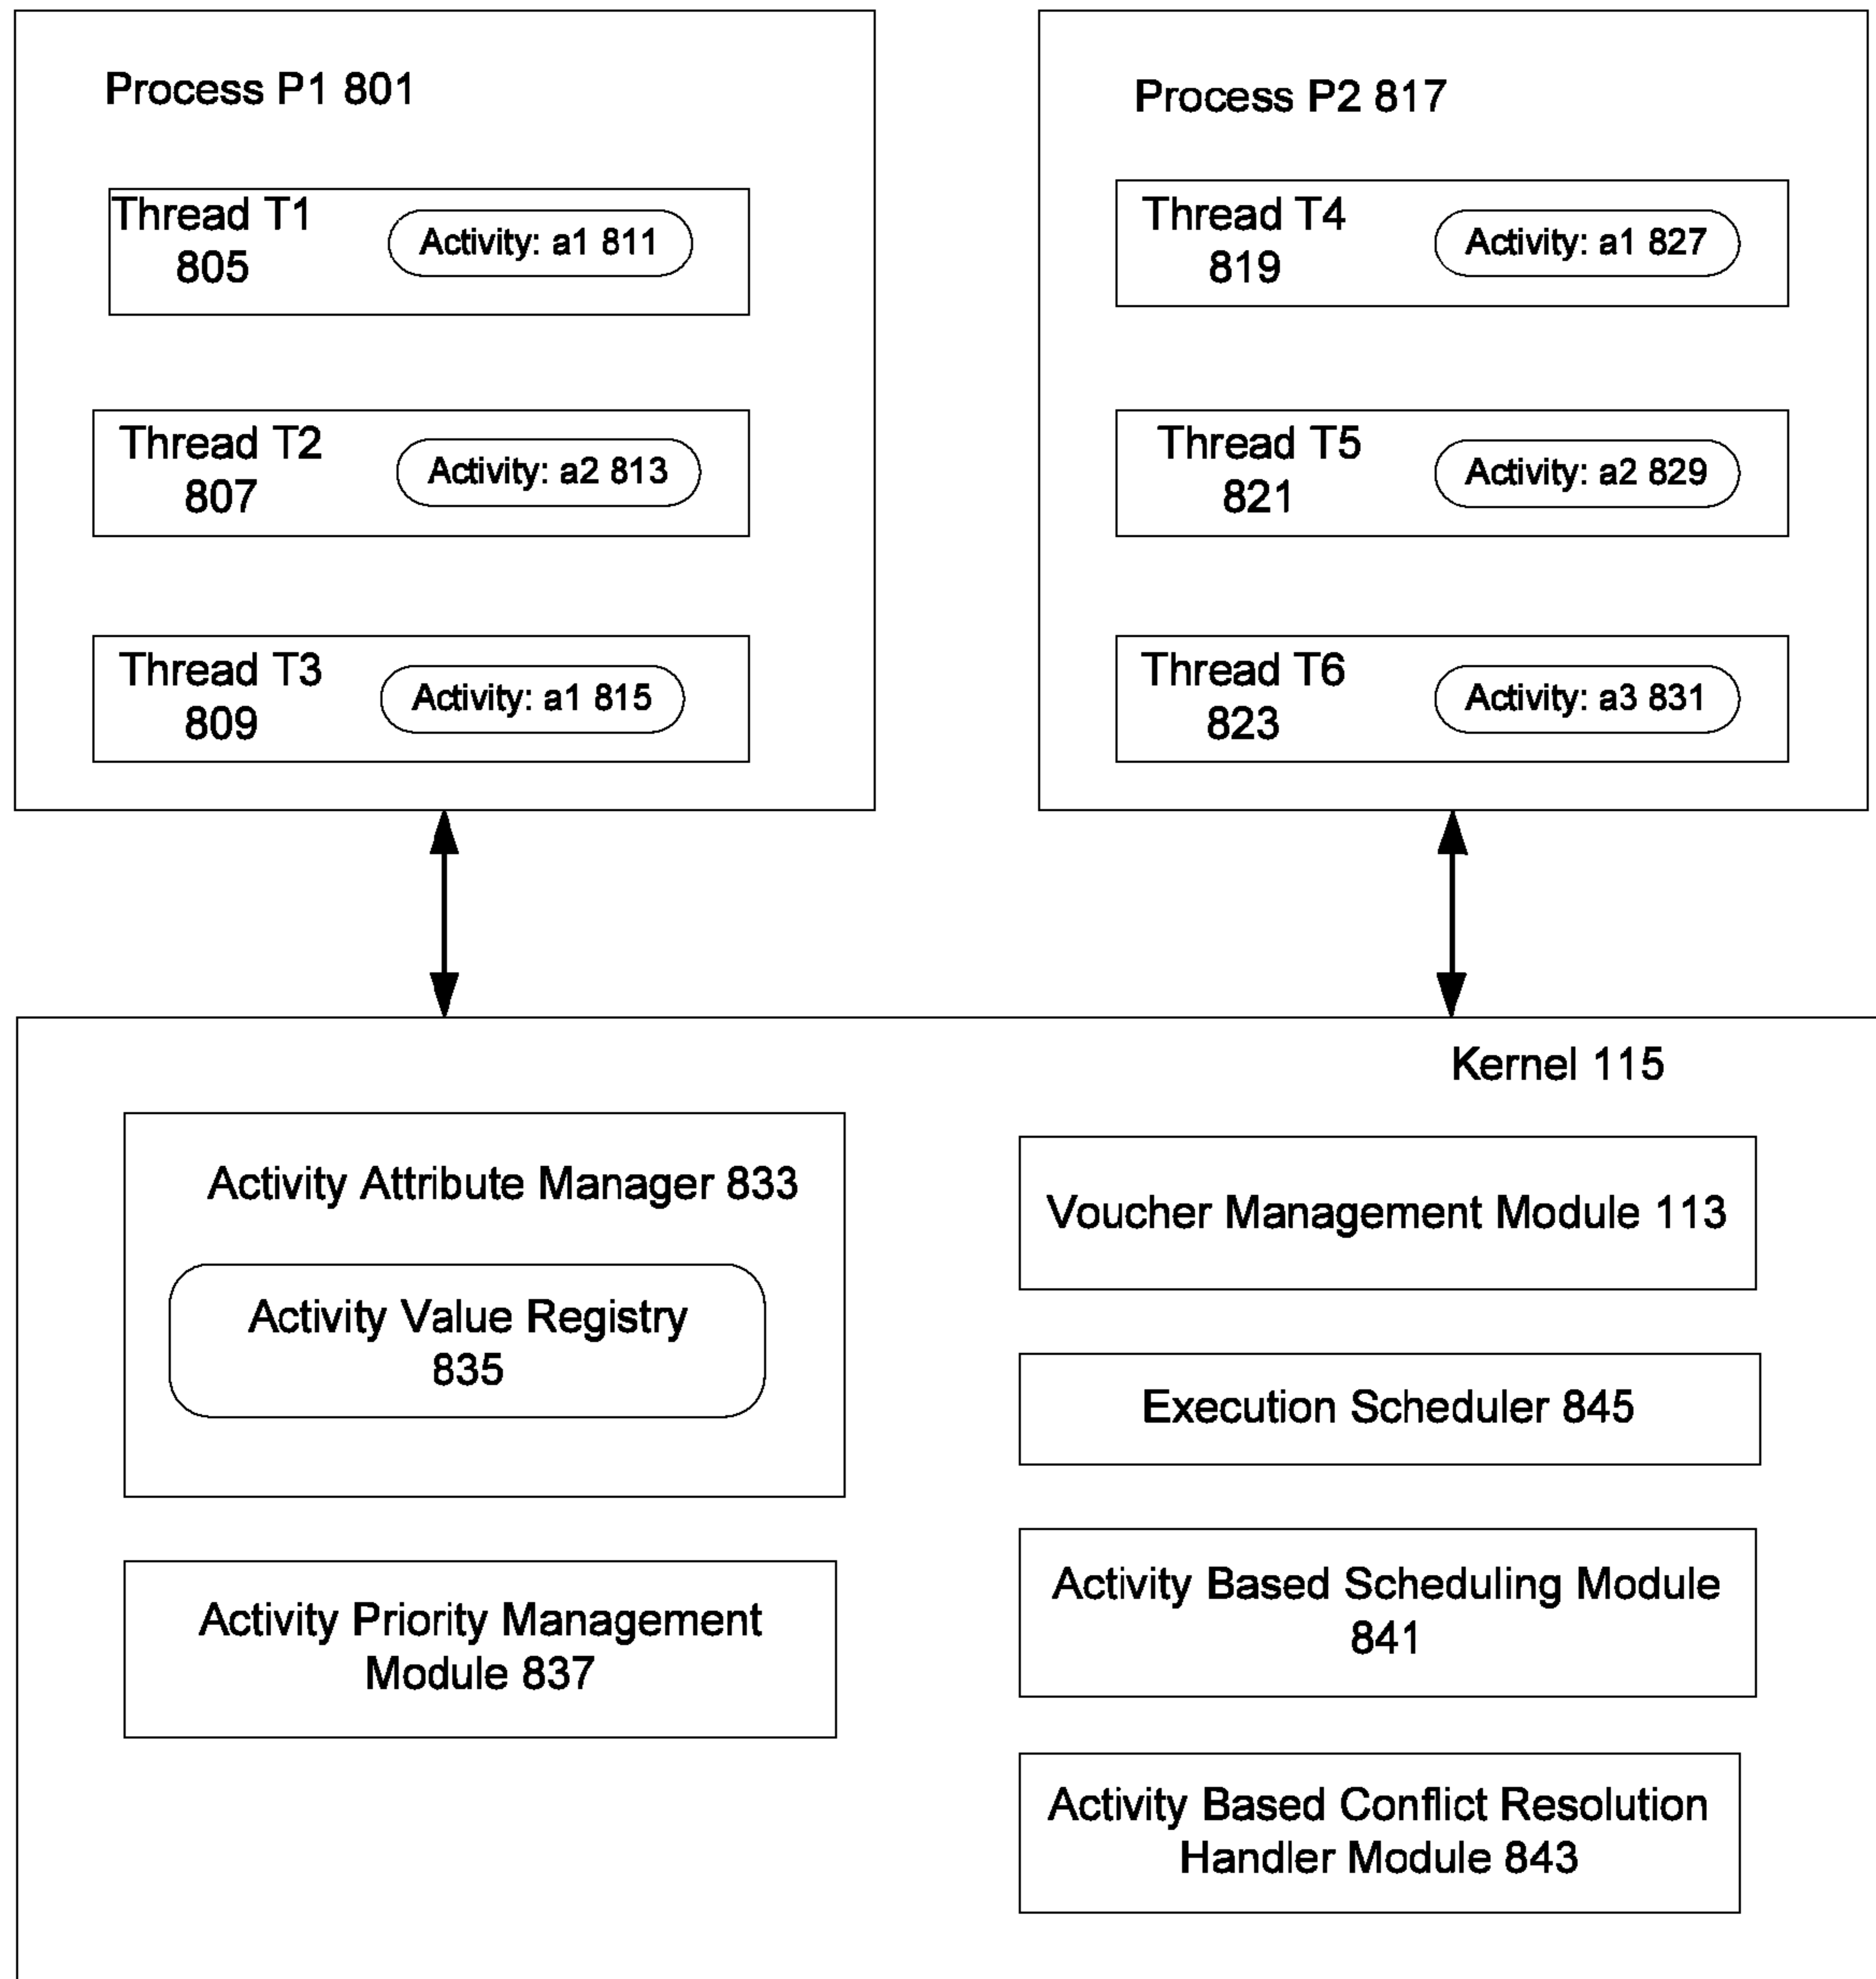 Process P1 801
Thread T1
805
Activity: a1 811
Thread T2
807
Activity: a2 813
Thread T3
809
Activity: a1 815
Process P2 817
Thread T4
819
Activity: a1 827
Thread T5
821
Activity: a2 829
Thread T6
823
Activity: a3 831
Kernel 115
Activity Attribute Manager 833
Activity Value Registry
835
Activity Priority Management
Module 837
Voucher Management Module 113
Execution Scheduler 845
Activity Based Scheduling Module
841
Activity Based Conflict Resolution
Handler Module 843